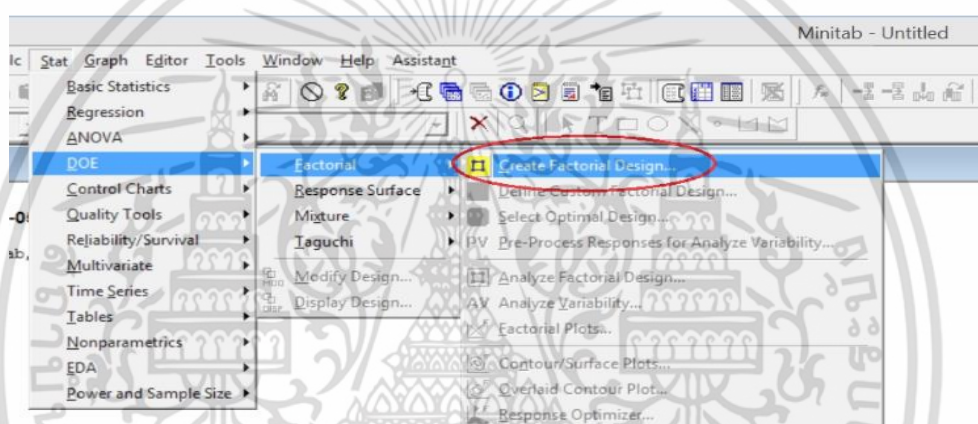 Minitab - Untitled
lc Stat Graph Editor Tools Window Help Assistant
Basic Statistics
Regression
ANOVA
DOE
Control Charts
Quality Tools
Reliability/Survival
Multivariate
Time Series
Tables
Nonparametrics
EDA
Power and Sample Size
Factorial
Response Surface
Mixture
Taguchi
Modify Design...
Display Design...
Create Factorial Design...
Define Custom Factorial Design...
Select Optimal Design...
Pre-Process Responses for Analyze Variability...
Analyze Factorial Design...
Analyze Variability...
Factorial Plots...
Contour/Surface Plots...
Overlaid Contour Plot...
Response Optimizer...